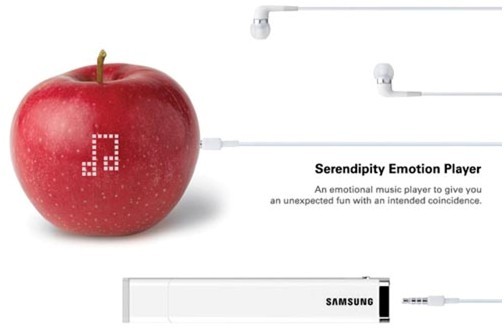 Serendipity Emotion Player
An emotional music player to give you
an unexpected fun with an intended coincidence.
SAMSUNG